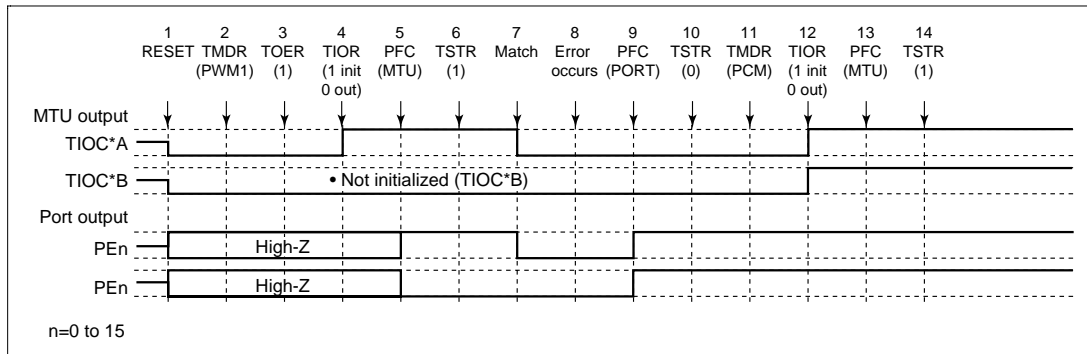 1 2 3 4 5 6 7 8 9 10 11 12 13 14
RESET TMDR TOER TIOR PFC TSTR Match Error PFC TSTR TMDR TIOR PFC TSTR
(PWM1) (1) (1 init (MTU) (1) occurs (PORT) (0) (PCM) (1 init (MTU) (1)
0 out) 0 out)
MTU output
TIOC*A
TIOC*B • Not initialized (TIOC*B)
Port output
PEn High-Z
PEn High-Z
n=0 to 15